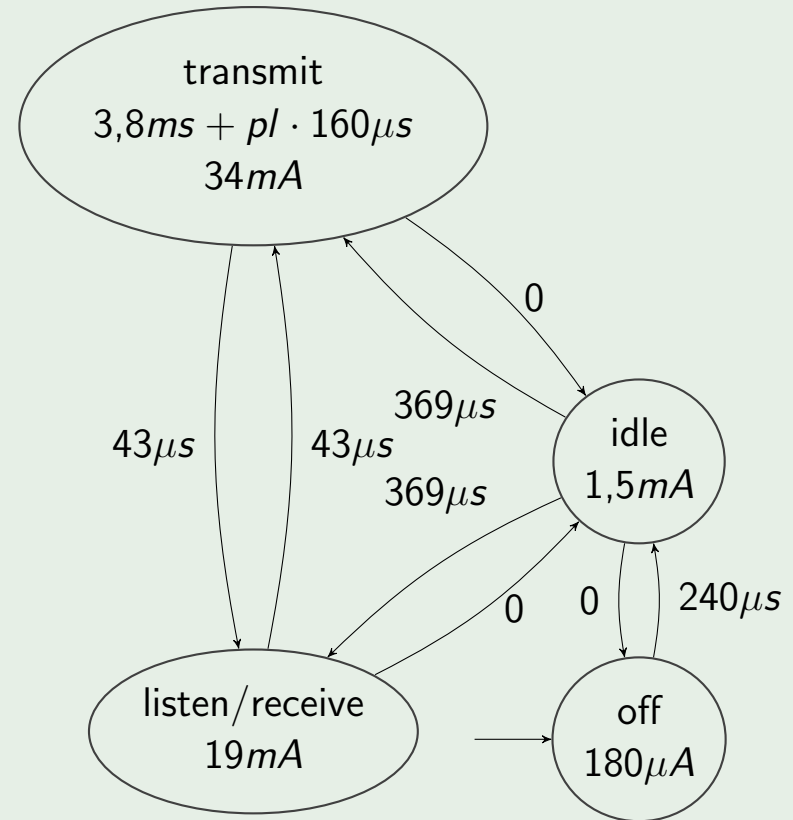 transmit
3,8ms + pl · 160μs
34mA
0
369μs
43μs
43μs
369μs
idle
1,5mA
0
0
240μs
listen/receive
19mA
off
180μA